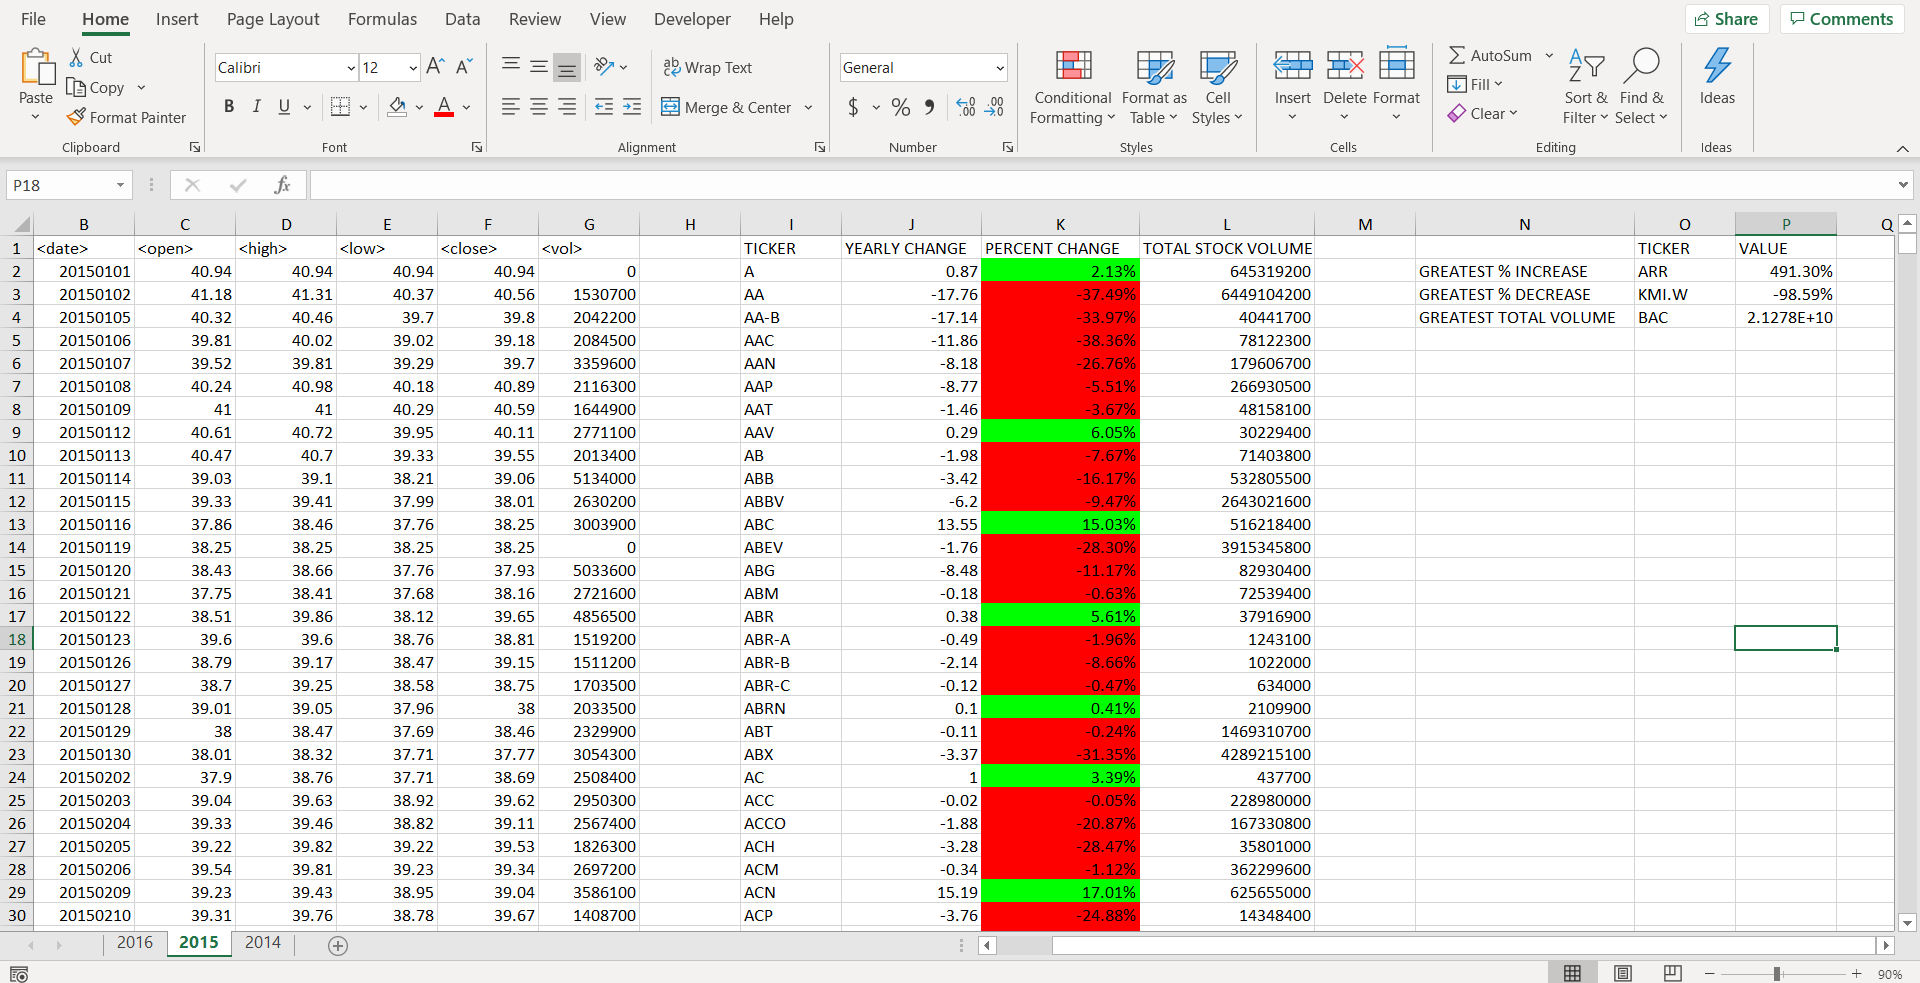 File Home Insert Page Layout Formulas Data Review View Developer Help Share Comments
Paste Cut Copy Format Painter Clipboard
Calibri 12 B I U A Font
ab Wrap Text Merge & Center Alignment
General $ % Number
Conditional Formatting Format as Table Cell Styles Styles
Insert Delete Format Cells
AutoSum Fill Clear Sort & Filter Find & Select Editing
Ideas Ideas
P18 fx
B C D E F G H I J K L M N O P Q
1 <date> <open> <high> <low> <close> <vol> TICKER YEARLY CHANGE PERCENT CHANGE TOTAL STOCK VOLUME TICKER VALUE
2 20150101 40.94 40.94 40.94 40.94 0 A 0.87 2.13% 645319200 GREATEST % INCREASE ARR 491.30%
3 20150102 41.18 41.31 40.37 40.56 1530700 AA -17.76 -37.49% 6449104200 GREATEST % DECREASE KMI.W -98.59%
4 20150105 40.32 40.46 39.7 39.8 2042200 AA-B -17.14 -33.97% 40441700 GREATEST TOTAL VOLUME BAC 2.1278E+10
5 20150106 39.81 40.02 39.02 39.18 2084500 AAC -11.86 -38.36% 78122300
6 20150107 39.52 39.81 39.29 39.7 3359600 AAN -8.18 -26.76% 179606700
7 20150108 40.24 40.98 40.18 40.89 2116300 AAP -8.77 -5.51% 266930500
8 20150109 41 41 40.29 40.59 1644900 AAT -1.46 -3.67% 48158100
9 20150112 40.61 40.72 39.95 40.11 2771100 AAV 0.29 6.05% 30229400
10 20150113 40.47 40.7 39.33 39.55 2013400 AB -1.98 -7.67% 71403800
11 20150114 39.03 39.1 38.21 39.06 5134000 ABB -3.42 -16.17% 532805500
12 20150115 39.33 39.41 37.99 38.01 2630200 ABBV -6.2 -9.47% 2643021600
13 20150116 37.86 38.46 37.76 38.25 3003900 ABC 13.55 15.03% 516218400
14 20150119 38.25 38.25 38.25 38.25 0 ABEV -1.76 -28.30% 3915345800
15 20150120 38.43 38.66 37.76 37.93 5033600 ABG -8.48 -11.17% 82930400
16 20150121 37.75 38.41 37.68 38.16 2721600 ABM -0.18 -0.63% 72539400
17 20150122 38.51 39.86 38.12 39.65 4856500 ABR 0.38 5.61% 37916900
18 20150123 39.6 39.6 38.76 38.81 1519200 ABR-A -0.49 -1.96% 1243100
19 20150126 38.79 39.17 38.47 39.15 1511200 ABR-B -2.14 -8.66% 1022000
20 20150127 38.7 39.25 38.58 38.75 1703500 ABR-C -0.12 -0.47% 634000
21 20150128 39.01 39.05 37.96 38 2033500 ABRN 0.1 0.41% 2109900
22 20150129 38 38.47 37.69 38.46 2329900 ABT -0.11 -0.24% 1469310700
23 20150130 38.01 38.32 37.71 37.77 3054300 ABX -3.37 -31.35% 4289215100
24 20150202 37.9 38.76 37.71 38.69 2508400 AC 1 3.39% 437700
25 20150203 39.04 39.63 38.92 39.62 2950300 ACC -0.02 -0.05% 228980000
26 20150204 39.33 39.46 38.82 39.11 2567400 ACCO -1.88 -20.87% 167330800
27 20150205 39.22 39.82 39.22 39.53 1826300 ACH -3.28 -28.47% 35801000
28 20150206 39.54 39.81 39.23 39.34 2697200 ACM -0.34 -1.12% 362299600
29 20150209 39.23 39.43 38.95 39.04 3586100 ACN 15.19 17.01% 625655000
30 20150210 39.31 39.76 38.78 39.67 1408700 ACP -3.76 -24.88% 14348400
2016 2015 2014
90%